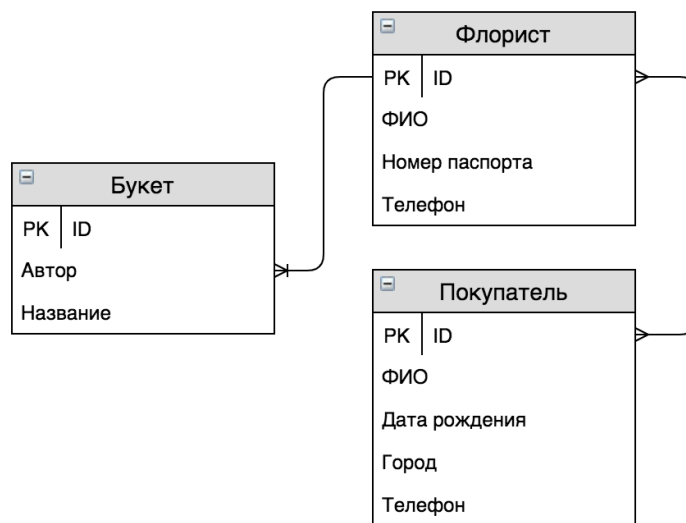 Флорист
PK ID
ФИО
Номер паспорта
Телефон
Букет
PK ID
Автор
Название
Покупатель
PK ID
ФИО
Дата рождения
Город
Телефон